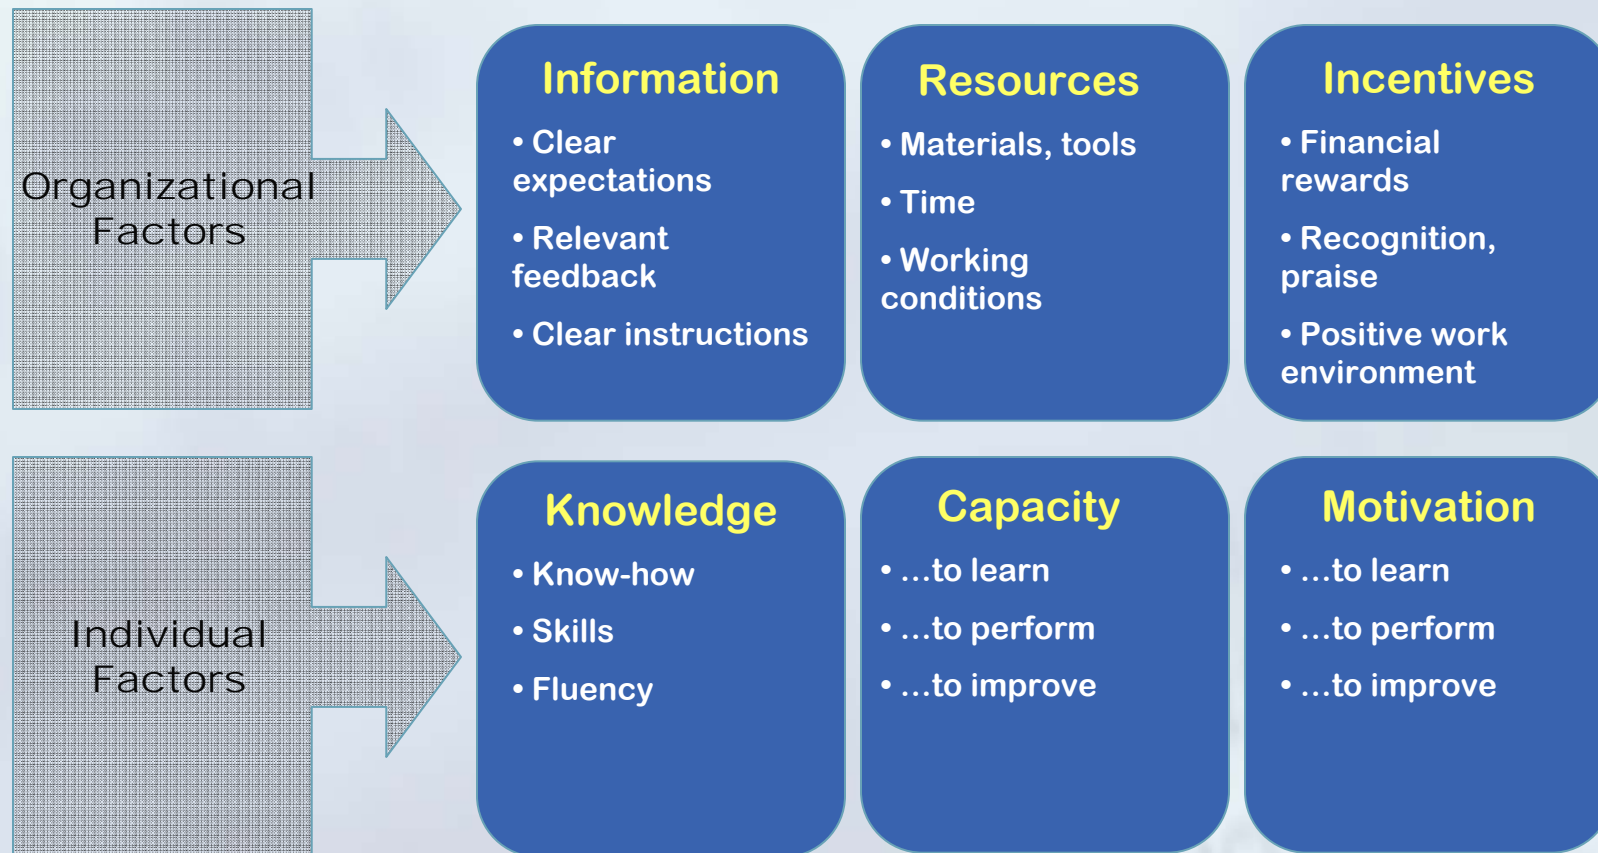 Organizational
Factors
Information
• Clear
expectations
• Relevant
feedback
• Clear instructions
Resources
• Materials, tools
• Time
• Working
conditions
Incentives
• Financial
rewards
• Recognition,
praise
• Positive work
environment
Individual
Factors
Knowledge
• Know-how
• Skills
• Fluency
Capacity
• ...to learn
• ...to perform
• ...to improve
Motivation
• ...to learn
• ...to perform
• ...to improve